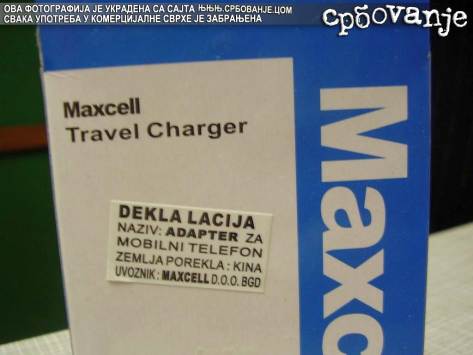 ОВА ФОТОГРАФИЈА ЈЕ УКРАДЕНА СА САЈТА ЊЊЊ.СРБОВАЊЕ.ЦОМ
СВАКА УПОТРЕБА У КОМЕРЦИЈАЛНЕ СВРХЕ ЈЕ ЗАБРАЊЕНА
србovanje
Maxcell
Travel Charger
DEKLA LACIJA
NAZIV: ADAPTER ZA
MOBILNI TELEFON
ZEMLJA POREKLA : KINA
UVOZNIK : MAXCELL D.O.O. BGD
Maxc